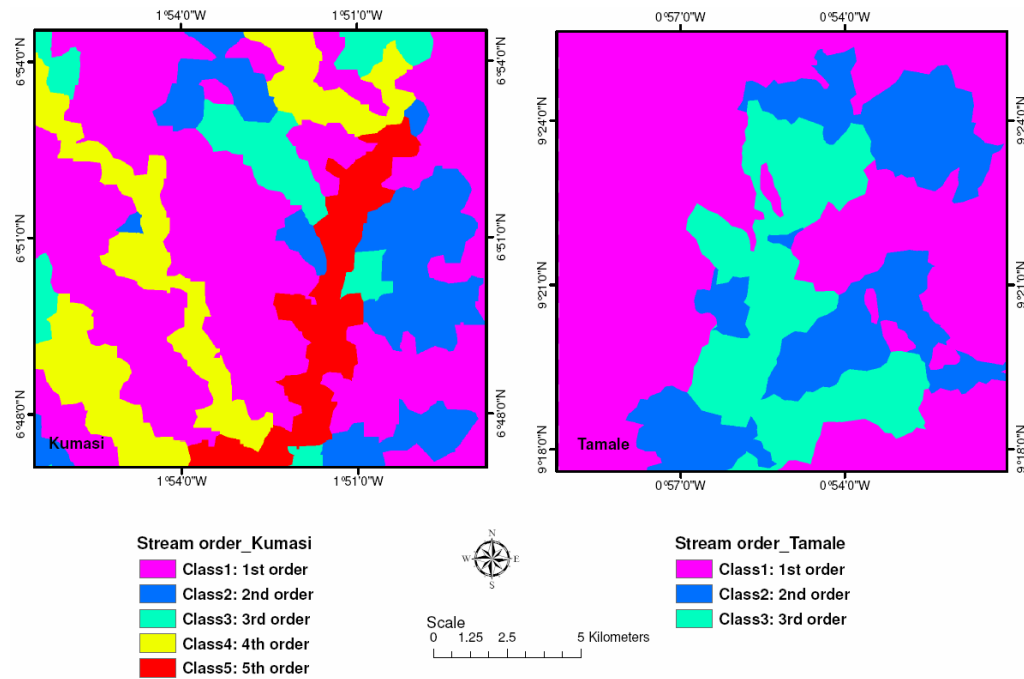 1°54'0"W 1°51'0"W 0°57'0"W 0°54'0"W
6°54'0"N 6°54'0"N
9°24'0"N 9°24'0"N
6°51'0"N 6°51'0"N
9°21'0"N 9°21'0"N
6°48'0"N 6°48'0"N
9°18'0"N 9°18'0"N
Kumasi Tamale
1°54'0"W 1°51'0"W 0°57'0"W 0°54'0"W
Stream order_Kumasi
Class1: 1st order
Class2: 2nd order
Class3: 3rd order
Class4: 4th order
Class5: 5th order
N
W E
S
Scale
0 1.25 2.5 5 Kilometers
Stream order_Tamale
Class1: 1st order
Class2: 2nd order
Class3: 3rd order